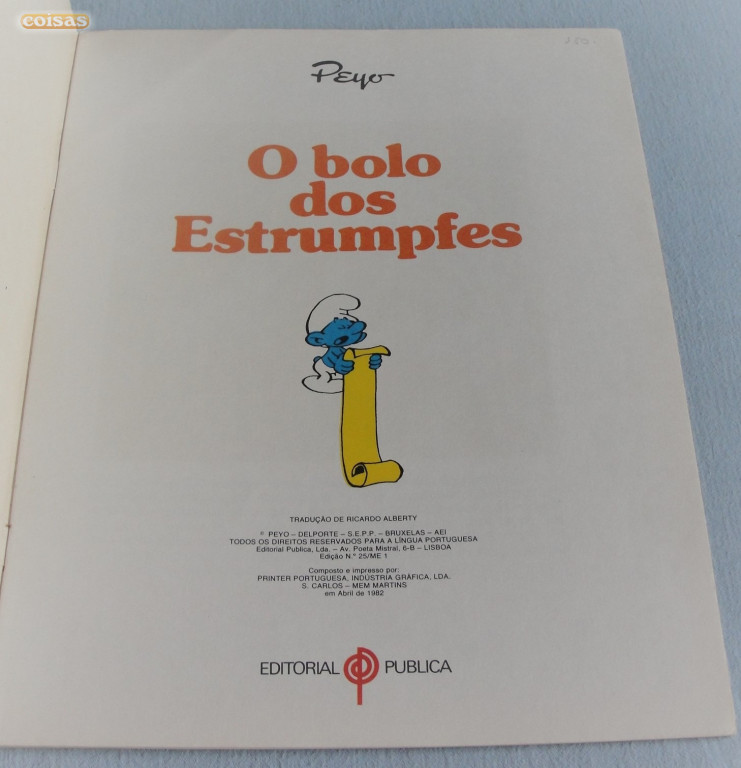 coisas
Peyo
O bolo
dos
Estrumpfes
TRADUÇÃO DE RICARDO ALBERTY
© PEYO – DELPORTE – S.E.P.P. – BRUXELAS – AEI
TODOS OS DIREITOS RESERVADOS PARA A LÍNGUA PORTUGUESA
Editorial Publica, Lda. – Av. Poeta Mistral, 6-B – LISBOA
Edição N.º 25/ME 1
Composto e impresso por:
PRINTER PORTUGUESA, INDÚSTRIA GRÁFICA, LDA.
S. CARLOS – MEM MARTINS
em Abril de 1982
EDITORIAL PUBLICA